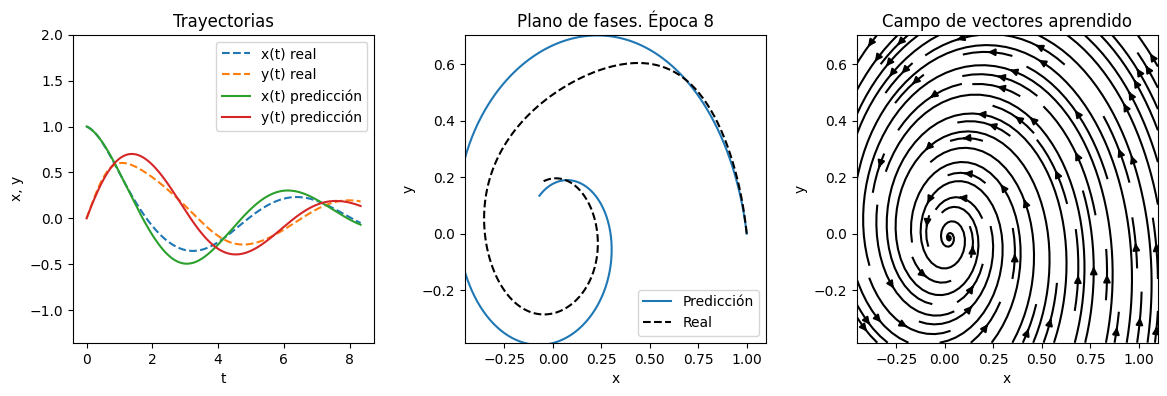 Trayectorias
2.0
1.5
1.0
0.5
0.0
−0.5
−1.0
x, y
0
2
4
6
8
t
x(t) real
y(t) real
x(t) predicción
y(t) predicción
Plano de fases. Época 8
0.6
0.4
0.2
0.0
−0.2
y
−0.25
0.00
0.25
0.50
0.75
1.00
x
Predicción
Real
Campo de vectores aprendido
0.6
0.4
0.2
0.0
−0.2
y
−0.25
0.00
0.25
0.50
0.75
1.00
x